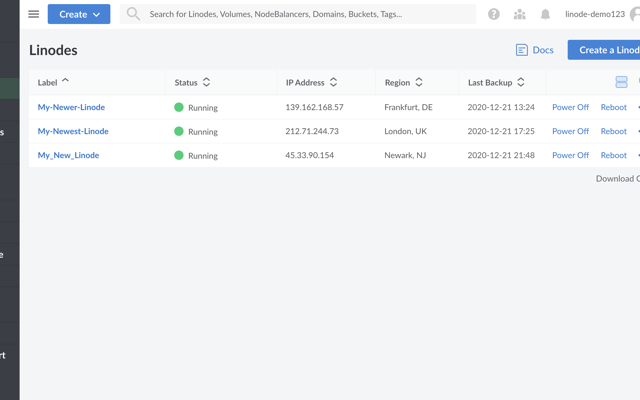 Create
Search for Linodes, Volumes, NodeBalancers, Domains, Buckets, Tags...
linode-demo123
Linodes
Docs
Create a Linod
Label Status IP Address Region Last Backup
My-Newer-Linode Running 139.162.168.57 Frankfurt, DE 2020-12-21 13:24 Power Off Reboot
s
My-Newest-Linode Running 212.71.244.73 London, UK 2020-12-21 17:25 Power Off Reboot
My_New_Linode Running 45.33.90.154 Newark, NJ 2020-12-21 21:48 Power Off Reboot
Download C
e
rt